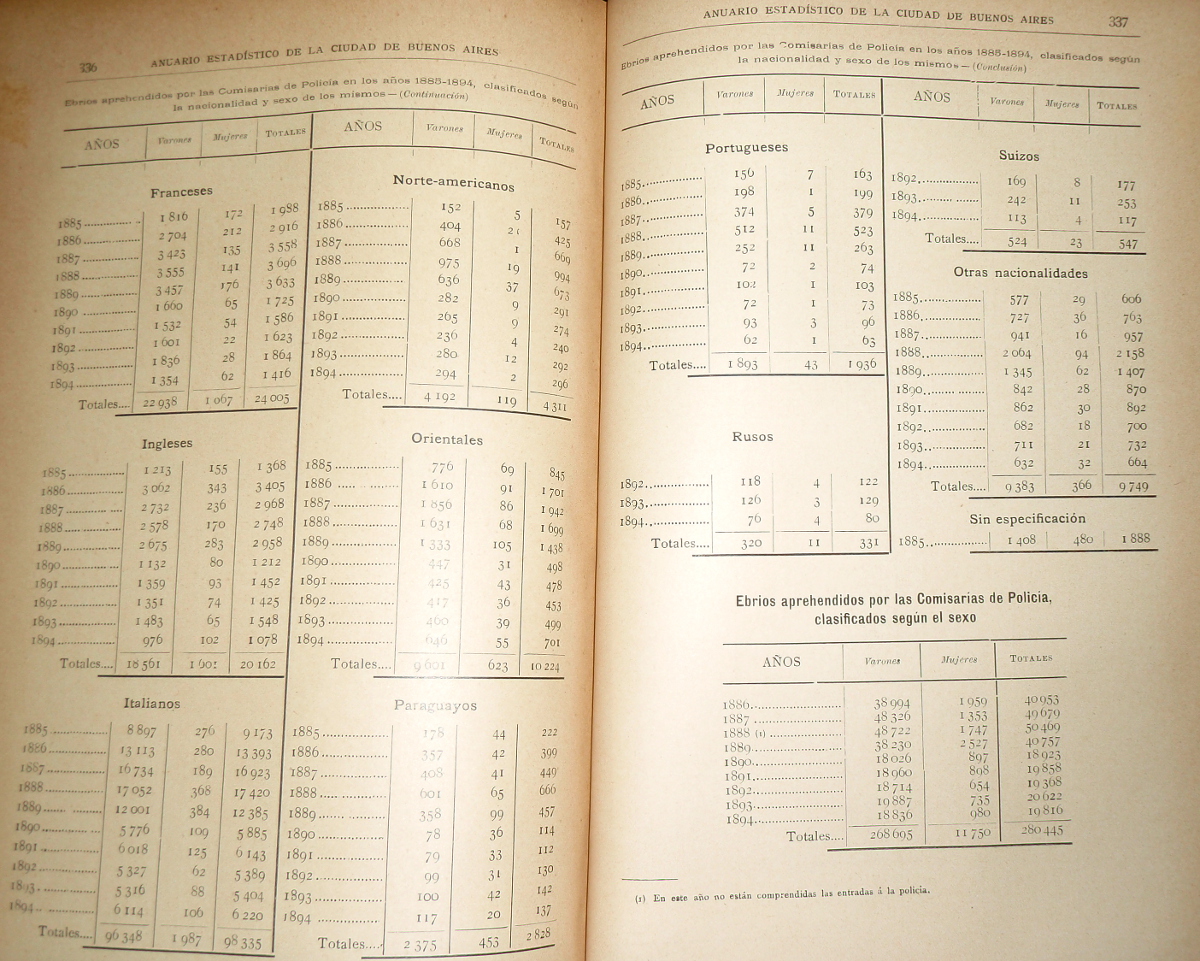 336 ANUARIO ESTADÍSTICO DE LA CIUDAD DE BUENOS AIRES
Ebrios aprehendidos por las Comisarias de Policía en los años 1885-1894, clasificados según
la nacionalidad y sexo de los mismos — (Continuación)
AÑOS Varones Mujeres TOTALES
Franceses
1885 1 816 172 1 988
1886 2 704 212 2 916
1887 3 423 135 3 558
1888 3 555 141 3 696
1889 3 457 176 3 633
1890 1 660 65 1 725
1891 1 532 54 1 586
1892 1 601 22 1 623
1893 1 836 28 1 864
1894 1 354 62 1 416
Totales.... 22 938 1 067 24 005
Ingleses
1885 1 213 155 1 368
1886 3 062 343 3 405
1887 2 732 236 2 968
1888 2 578 170 2 748
1889 2 675 283 2 958
1890 1 132 80 1 212
1891 1 359 93 1 452
1892 1 351 74 1 425
1893 1 483 65 1 548
1894 976 102 1 078
Totales.... 18 561 1 601 20 162
Italianos
1885 8 897 276 9 173
1886 13 113 280 13 393
1887 16 734 189 16 923
1888 17 052 368 17 420
1889 12 001 384 12 385
1890 5 776 109 5 885
1891 6 018 125 6 143
1892 5 327 62 5 389
1893 5 316 88 5 404
1894 6 114 106 6 220
Totales.... 96 348 1 987 98 335
AÑOS Varones Mujeres TOTALES
Norte-americanos
1885 152 5 157
1886 404 21 425
1887 668 1 669
1888 975 19 994
1889 636 37 673
1890 282 9 291
1891 265 9 274
1892 236 4 240
1893 280 12 292
1894 294 2 296
Totales.... 4 192 119 4 311
Orientales
1885 776 69 845
1886 1 610 91 1 701
1887 1 856 86 1 942
1888 1 631 68 1 699
1889 1 333 105 1 438
1890 447 31 498
1891 425 43 478
1892 417 36 453
1893 460 39 499
1894 646 55 701
Totales.... 9 601 623 10 224
Paraguayos
1885 178 44 222
1886 357 42 399
1887 408 41 449
1888 601 65 666
1889 358 99 457
1890 78 36 114
1891 79 33 112
1892 99 31 130
1893 100 42 142
1894 117 20 137
Totales.... 2 375 453 2 828
ANUARIO ESTADÍSTICO DE LA CIUDAD DE BUENOS AIRES 337
Ebrios aprehendidos por las Comisarias de Policía en los años 1885-1894, clasificados según
la nacionalidad y sexo de los mismos — (Conclusión)
AÑOS Varones Mujeres TOTALES
Portugueses
1885 156 7 163
1886 198 1 199
1887 374 5 379
1888 512 11 523
1889 252 11 263
1890 72 2 74
1891 102 1 103
1892 72 1 73
1893 93 3 96
1894 62 1 63
Totales.... 1 893 43 1 936
Rusos
1892 118 4 122
1893 126 3 129
1894 76 4 80
Totales.... 320 11 331
AÑOS Varones Mujeres TOTALES
Suizos
1892 169 8 177
1893 242 11 253
1894 113 4 117
Totales.... 524 23 547
Otras nacionalidades
1885 577 29 606
1886 727 36 763
1887 941 16 957
1888 2 064 94 2 158
1889 1 345 62 1 407
1890 842 28 870
1891 862 30 892
1892 682 18 700
1893 711 21 732
1894 632 32 664
Totales.... 9 383 366 9 749
Sin especificación
1885 1 408 480 1 888
Ebrios aprehendidos por las Comisarias de Policía,
clasificados según el sexo
AÑOS Varones Mujeres TOTALES
1886 38 994 1 959 40 953
1887 48 326 1 353 49 679
1888 (1) 48 722 1 747 50 469
1889 38 230 2 527 40 757
1890 18 026 897 18 923
1891 18 960 898 19 858
1892 18 714 654 19 368
1893 19 887 735 20 622
1894 18 836 980 19 816
Totales.... 268 695 11 750 280 445
(1) En este año no están comprendidas las entradas á la policía.